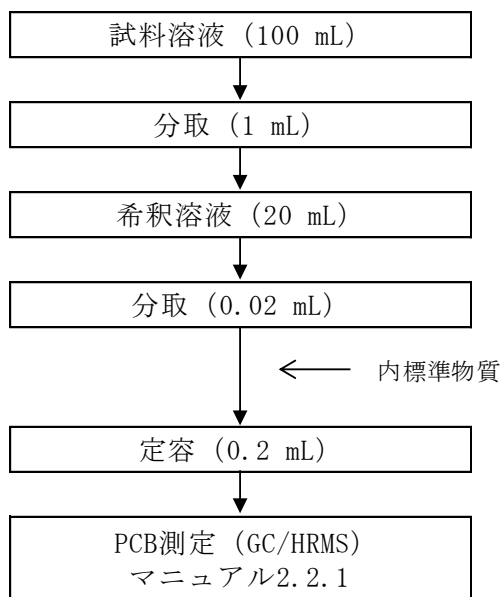 試料溶液 (100 mL)
分取 (1 mL)
希釈溶液 (20 mL)
分取 (0.02 mL)
内標準物質
定容 (0.2 mL)
PCB測定 (GC/HRMS)
マニュアル2.2.1